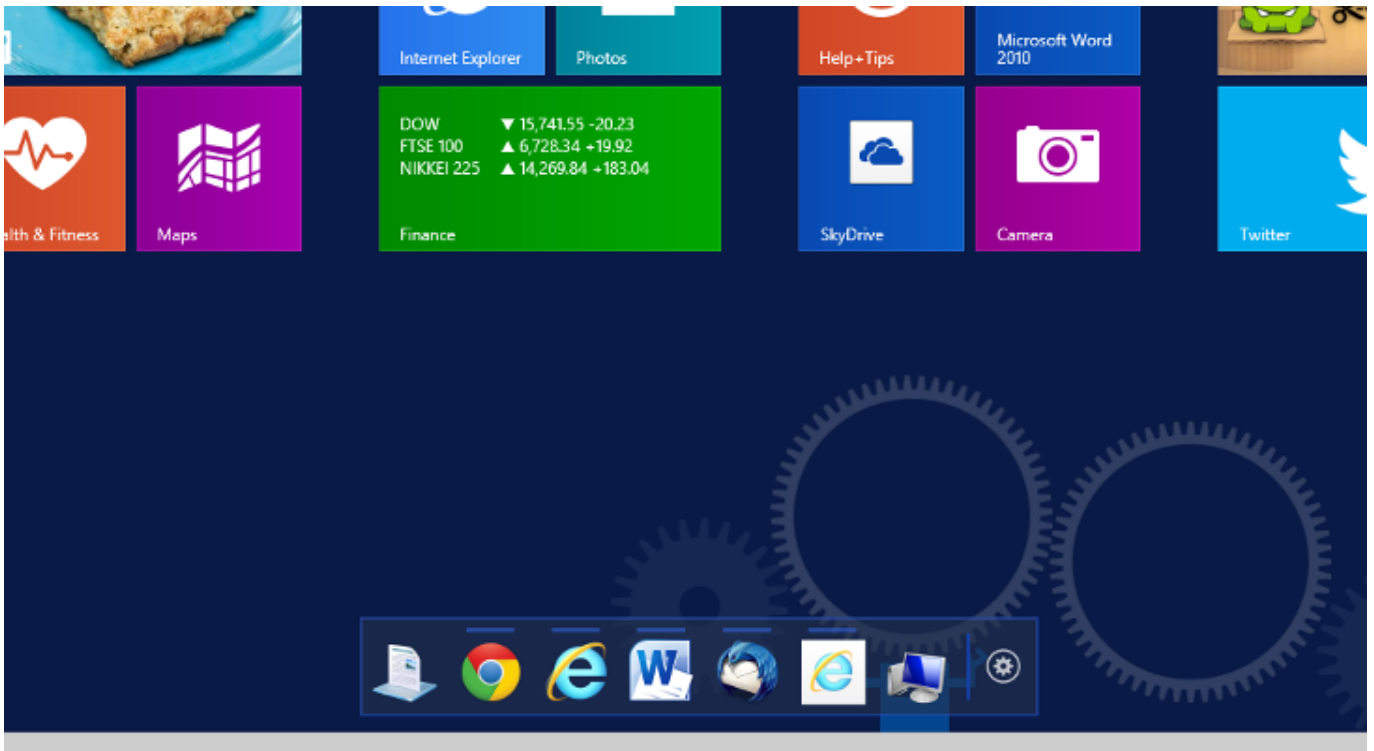 Internet Explorer
Photos
Help+Tips
Microsoft Word
2010
DOW ▼ 15,741.55 -20.23
FTSE 100 ▲ 6,728.34 +19.92
NIKKEI 225 ▲ 14,269.84 +183.04
alth & Fitness
Maps
Finance
SkyDrive
Camera
Twitter
W